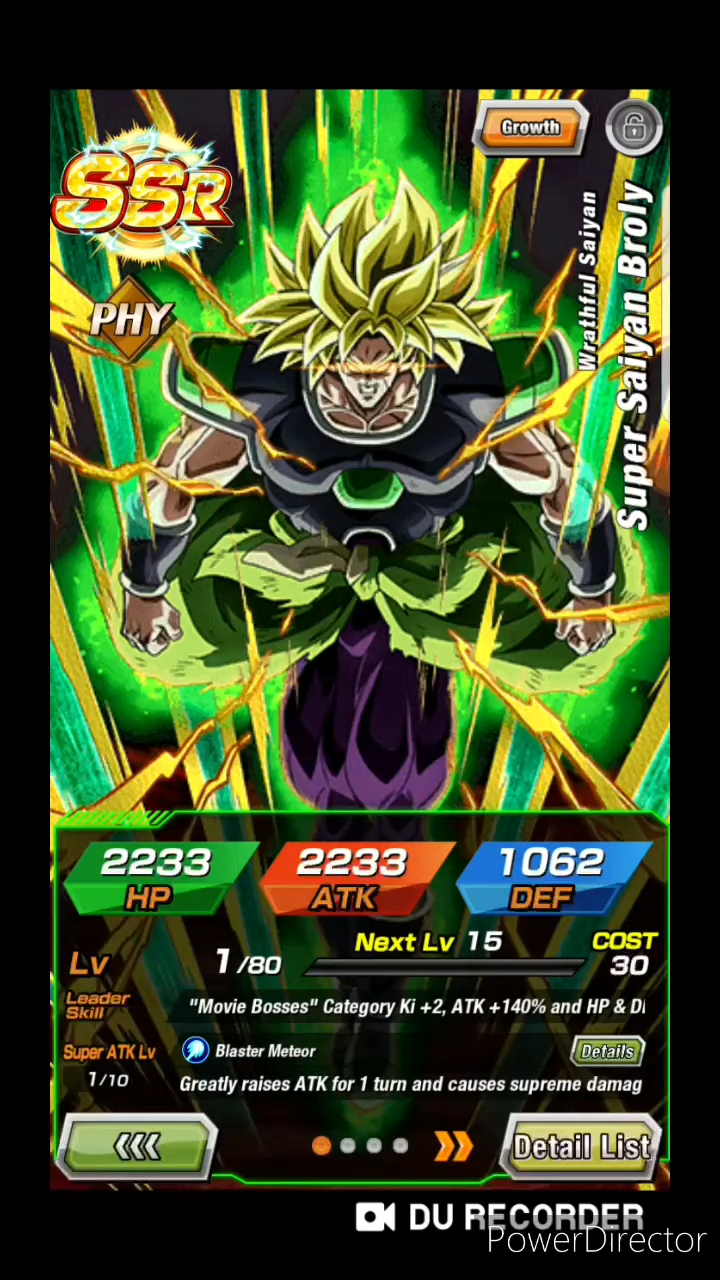 Growth
SSR
PHY
Wrathful Saiyan
Super Saiyan Broly
2233
HP
2233
ATK
1062
DEF
Next Lv 15
COST
30
Lv
1/80
Leader Skill
"Movie Bosses" Category Ki +2, ATK +140% and HP &
Super ATK Lv
1/10
Blaster Meteor
Details
Greatly raises ATK for 1 turn and causes supreme damag
Detail List
DU RECORDER
PowerDirector